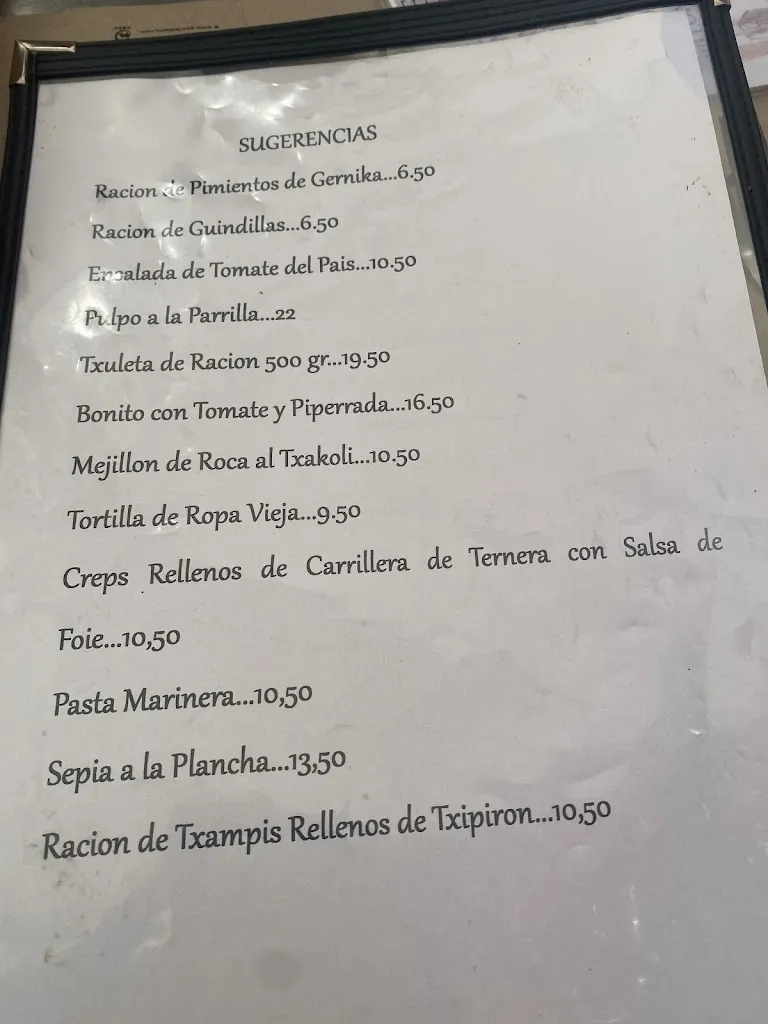 SUGERENCIAS
Racion de Pimientos de Gernika...6.50
Racion de Guindillas...6.50
Ensalada de Tomate del Pais...10.50
Pulpo a la Parrilla...22
Txuleta de Racion 500 gr...19.50
Bonito con Tomate y Piperrada...16.50
Mejillon de Roca al Txakoli...10.50
Tortilla de Ropa Vieja...9.50
Creps Rellenos de Carrillera de Ternera con Salsa de
Foie...10,50
Pasta Marinera...10,50
Sepia a la Plancha...13,50
Racion de Txampis Rellenos de Txipiron...10,50